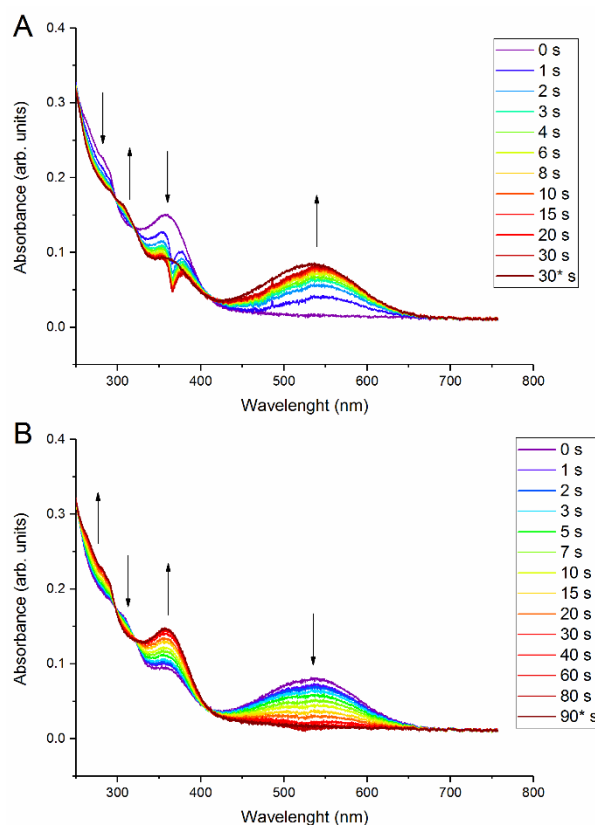 A
Absorbance (arb. units)
0.4
0.3
0.2
0.1
0.0
300
400
500
600
700
800
Wavelenght (nm)
0 s
1 s
2 s
3 s
4 s
6 s
8 s
10 s
15 s
20 s
30 s
30* s
B
Absorbance (arb. units)
0.4
0.3
0.2
0.1
0.0
300
400
500
600
700
800
Wavelenght (nm)
0 s
1 s
2 s
3 s
5 s
7 s
10 s
15 s
20 s
30 s
40 s
60 s
80 s
90* s